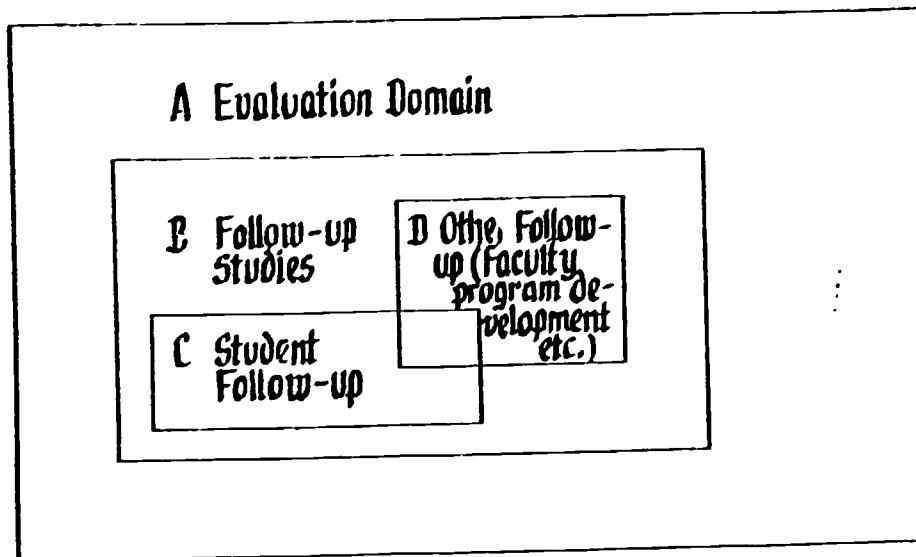 A Evaluation Domain
B Follow-up
Studies
D Othe, Follow-
up (Faculty
program de-
velopment
etc.)
C Student
Follow-up